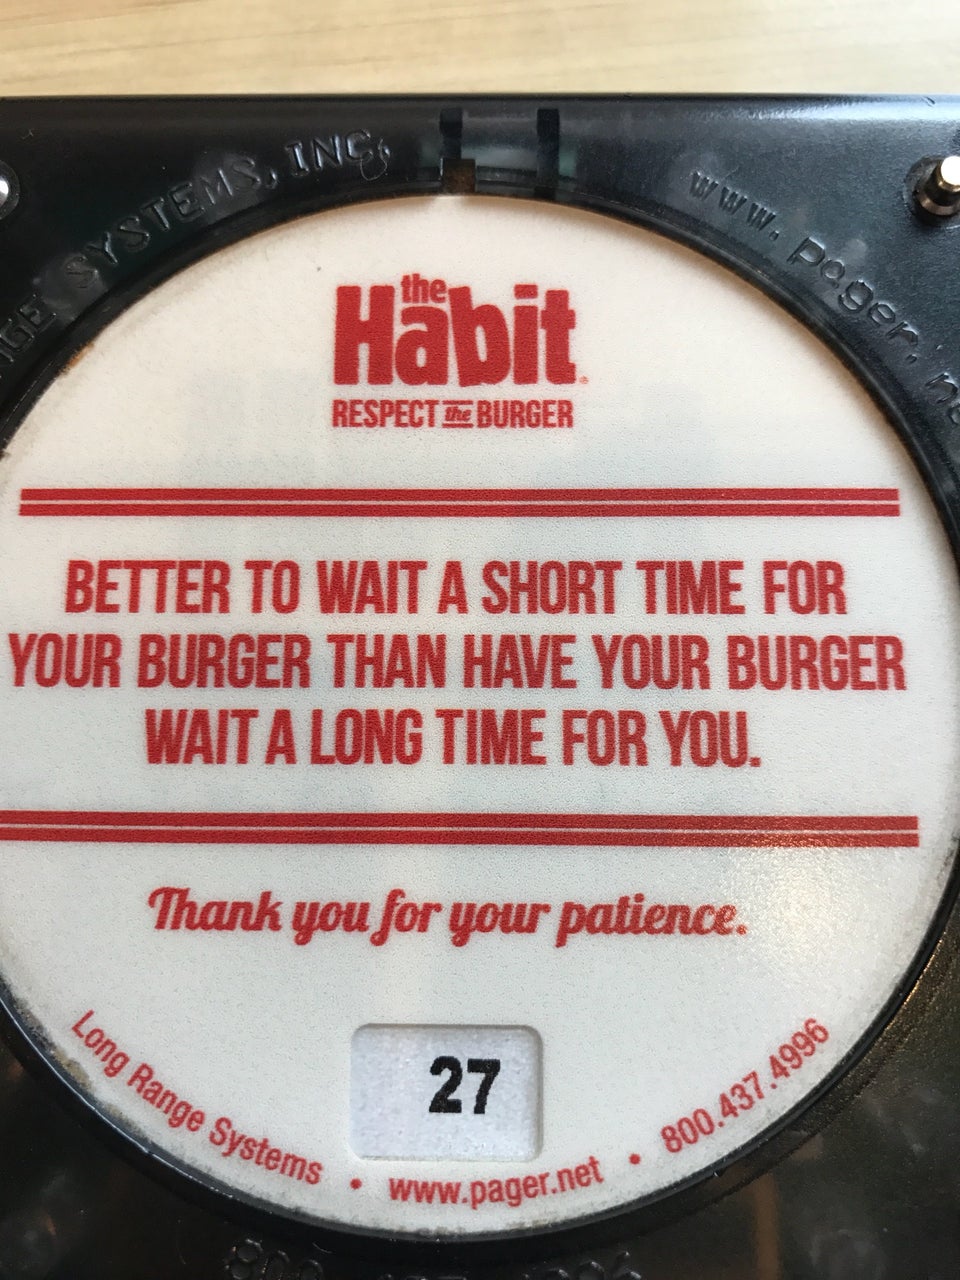 SYSTEMS, INC.
www.pager.
the
Habit
RESPECT the BURGER
BETTER TO WAIT A SHORT TIME FOR
YOUR BURGER THAN HAVE YOUR BURGER
WAIT A LONG TIME FOR YOU.
Thank you for your patience.
27
Long Range Systems • www.pager.net • 800.437.4996